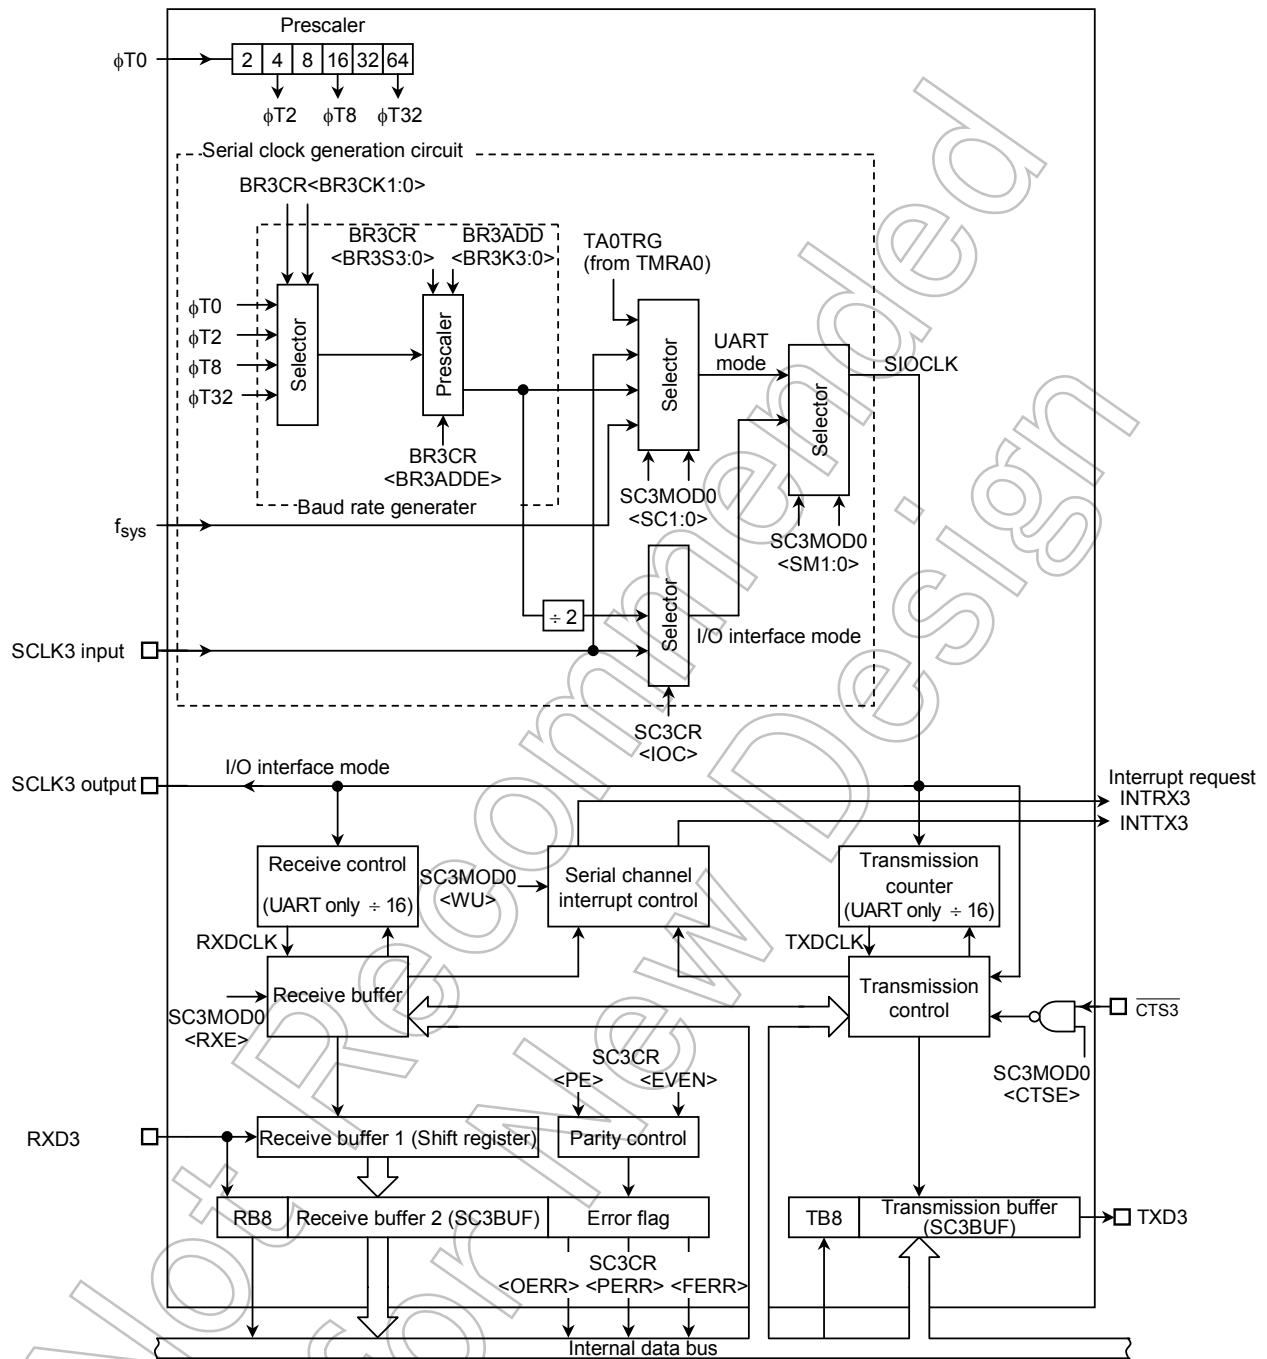 Prescaler
ϕT0
2 4 8 16 32 64
ϕT2 ϕT8 ϕT32
Serial clock generation circuit
BR3CR<BR3CK1:0>
BR3CR
<BR3S3:0>
BR3ADD
<BR3K3:0>
TA0TRG
(from TMRA0)
ϕT0
ϕT2
ϕT8
ϕT32
Selector
Prescaler
Selector
UART
mode
Selector
SIOCLK
BR3CR
<BR3ADDE>
Baud rate generater
SC3MOD0
<SC1:0>
SC3MOD0
<SM1:0>
fsys
÷ 2
Selector
I/O interface mode
SCLK3 input
SC3CR
<IOC>
SCLK3 output
I/O interface mode
Interrupt request
INTRX3
INTTX3
Receive control
(UART only ÷ 16)
SC3MOD0
<WU>
Serial channel
interrupt control
Transmission
counter
(UART only ÷ 16)
RXDCLK
TXDCLK
Receive buffer
SC3MOD0
<RXE>
Transmission
control
CTS3
SC3MOD0
<CTSE>
SC3CR
<PE> <EVEN>
RXD3
Receive buffer 1 (Shift register)
Parity control
RB8
Receive buffer 2 (SC3BUF)
Error flag
TB8
Transmission buffer
(SC3BUF)
TXD3
SC3CR
<OERR> <PERR> <FERR>
Internal data bus
Not Recommended
for New Design